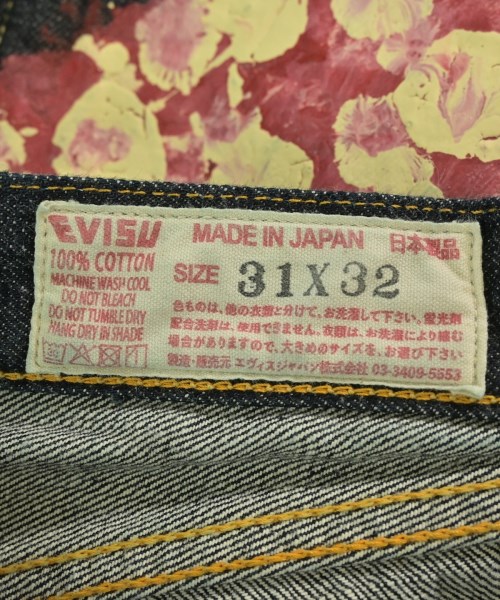 EVISU
MADE IN JAPAN 日本製品
100% COTTON
MACHINE WASH COOL
DO NOT BLEACH
DO NOT TUMBLE DRY
HANG DRY IN SHADE
SIZE 31X32
色ものは、他の衣類と分けて、お洗濯して下さい。蛍光剤
配合洗剤は、使用できません。衣類は、お洗濯により縮む
場合がありますので、大きめのサイズを、お選び下さい
製造・販売元 エヴィスジャパン株式会社 03-3409-5553